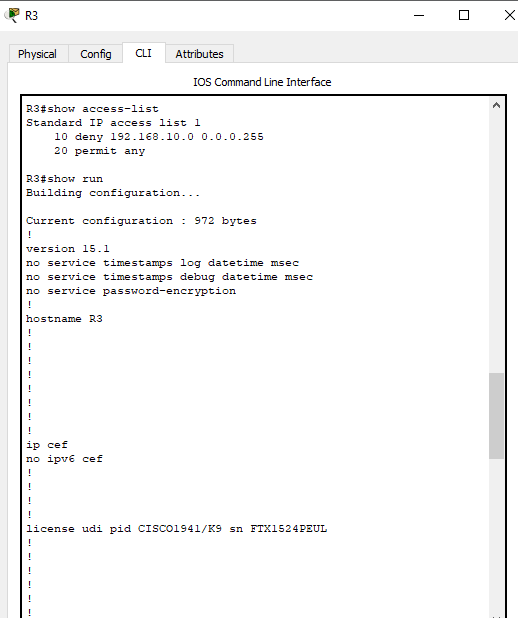 R3
Physical Config CLI Attributes
IOS Command Line Interface
R3#show access-list
Standard IP access list 1
    10 deny 192.168.10.0 0.0.0.255
    20 permit any

R3#show run
Building configuration...

Current configuration : 972 bytes
!
version 15.1
no service timestamps log datetime msec
no service timestamps debug datetime msec
no service password-encryption
!
hostname R3
!
!
!
!
!
!
!
!
ip cef
no ipv6 cef
!
!
!
!
license udi pid CISCO1941/K9 sn FTX1524PEUL
!
!
!
!
!
!